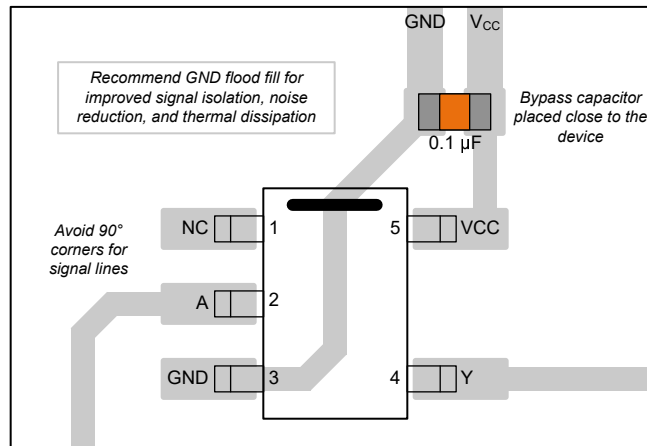 GND VCC
Recommend GND flood fill for
improved signal isolation, noise
reduction, and thermal dissipation
Bypass capacitor
placed close to the
device
0.1 µF
Avoid 90°
corners for
signal lines
NC 1 5 VCC
A 2
GND 3 4 Y